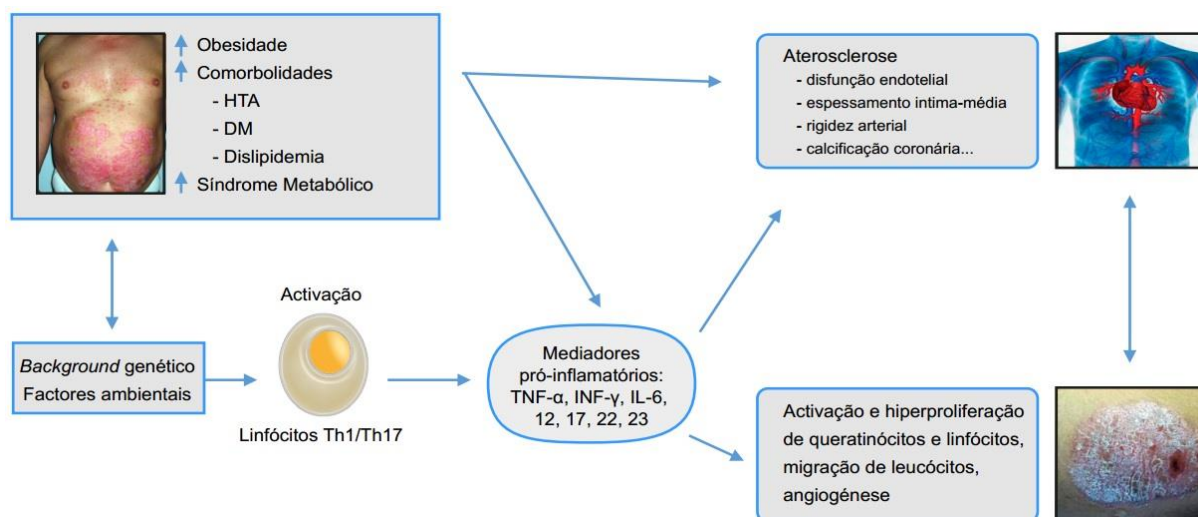 Obesidade
Comorbolidades
- HTA
- DM
- Dislipidemia
Síndrome Metabólico
Aterosclerose
- disfunção endotelial
- espessamento intima-média
- rigidez arterial
- calcificação coronária...
Activação
Linfócitos Th1/Th17
Background genético
Factores ambientais
Mediadores
pró-inflamatórios:
TNF-α, INF-γ, IL-6,
12, 17, 22, 23
Activação e hiperproliferação
de queratinócitos e linfócitos,
migração de leucócitos,
angiogénese